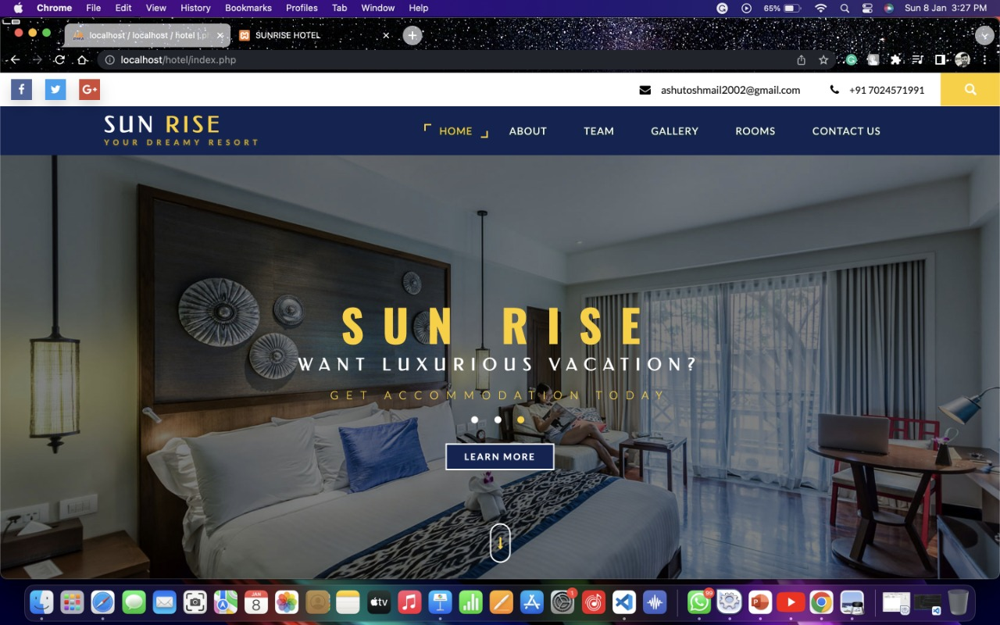 Chrome File Edit View History Bookmarks Profiles Tab Window Help 65% Sun 8 Jan 3:27 PM
localhost / localhost / hotel | SUNRISE HOTEL
localhost/hotel/index.php
f G+ ashutoshmail2002@gmail.com +91 7024571991
SUN RISE
YOUR DREAMY RESORT
HOME ABOUT TEAM GALLERY ROOMS CONTACT US
SUN RISE
WANT LUXURIOUS VACATION?
GET ACCOMMODATION TODAY
LEARN MORE
JAN
8
tv
1
99